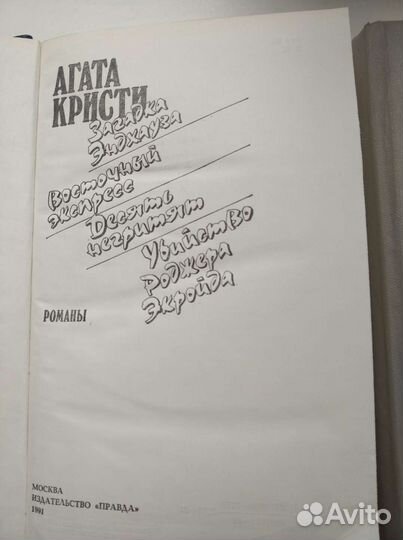 АГАТА
КРИСТИ
Загадка
Эндхауза
Восточный
экспресс
Десять
негритят
Убийство
Роджера
Экройда
РОМАНЫ
МОСКВА
ИЗДАТЕЛЬСТВО «ПРАВДА»
1991
Avito